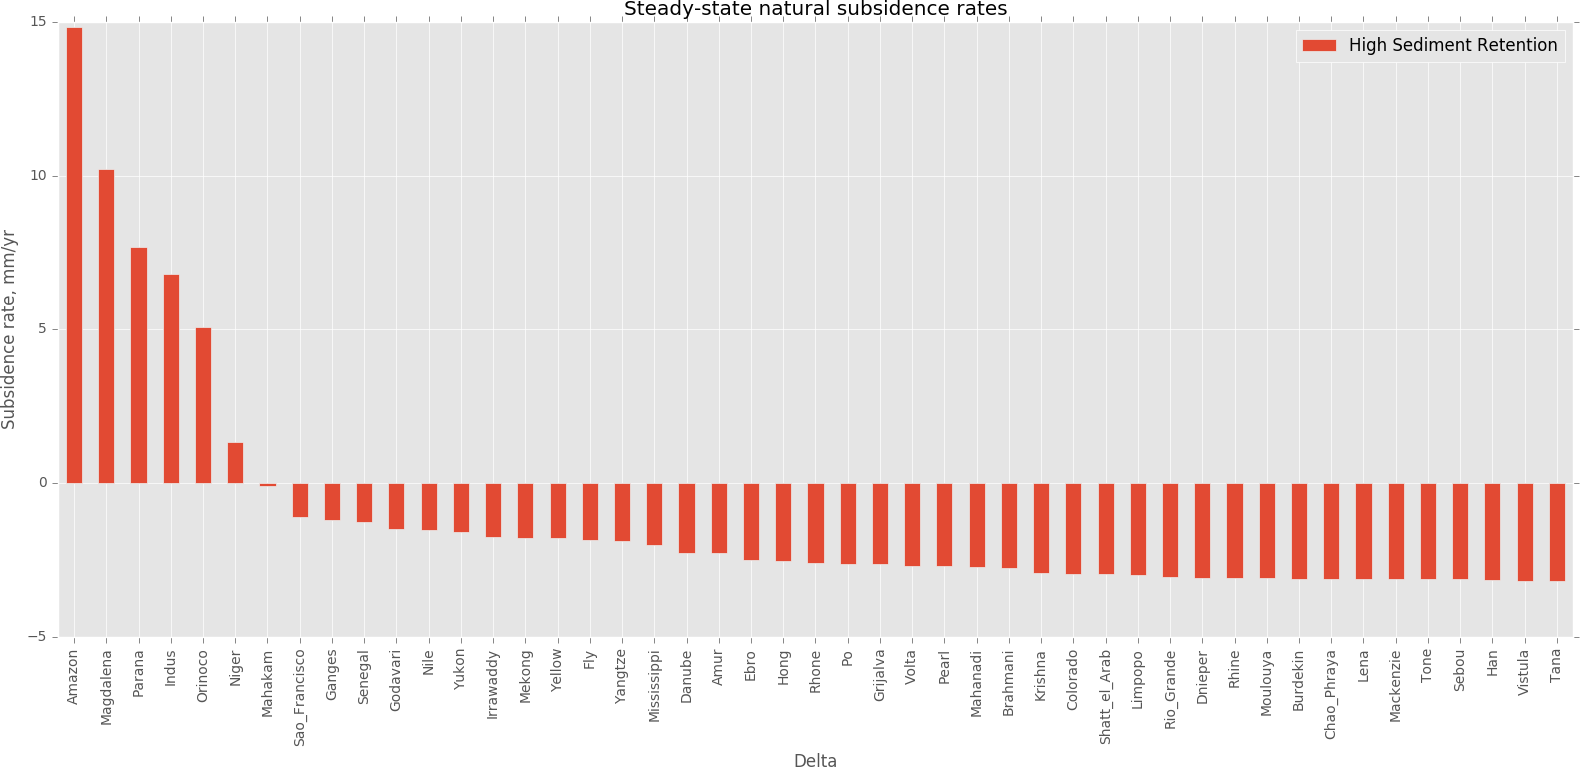 Steady-state natural subsidence rates
High Sediment Retention
Subsidence rate, mm/yr
15
10
5
0
−5
Amazon
Magdalena
Parana
Indus
Orinoco
Niger
Mahakam
Sao_Francisco
Ganges
Senegal
Godavari
Nile
Yukon
Irrawaddy
Mekong
Yellow
Fly
Yangtze
Mississippi
Danube
Amur
Ebro
Hong
Rhone
Po
Grijalva
Volta
Pearl
Mahanadi
Brahmani
Krishna
Colorado
Shatt_el_Arab
Limpopo
Rio_Grande
Dnieper
Rhine
Moulouya
Burdekin
Chao_Phraya
Lena
Mackenzie
Tone
Sebou
Han
Vistula
Tana
Delta